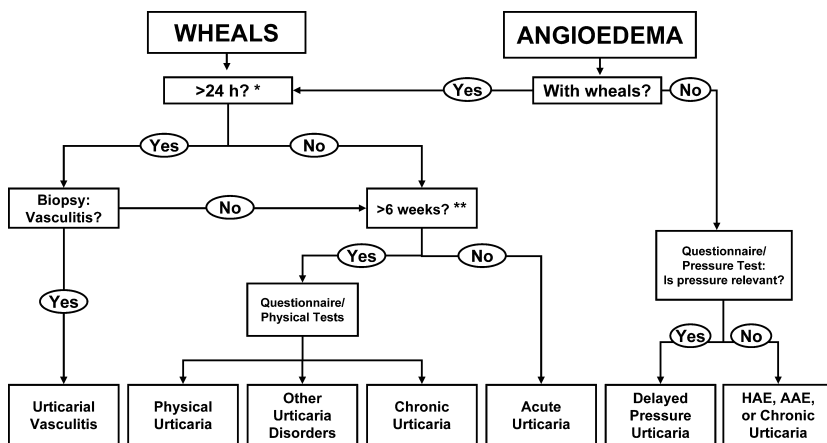 WHEALS
ANGIOEDEMA
>24 h? *
Yes
With wheals?
No
Yes
No
Biopsy:
Vasculitis?
No
>6 weeks? **
Yes
No
Questionnaire/
Pressure Test:
Is pressure relevant?
Yes
Questionnaire/
Physical Tests
Yes
No
Urticarial
Vasculitis
Physical
Urticaria
Other
Urticaria
Disorders
Chronic
Urticaria
Acute
Urticaria
Delayed
Pressure
Urticaria
HAE, AAE,
or Chronic
Urticaria